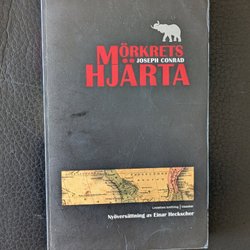 MÖRKRETS
JOSEPH CONRAD
HJÄRTA
Nyöversättning av Einar Heckscher